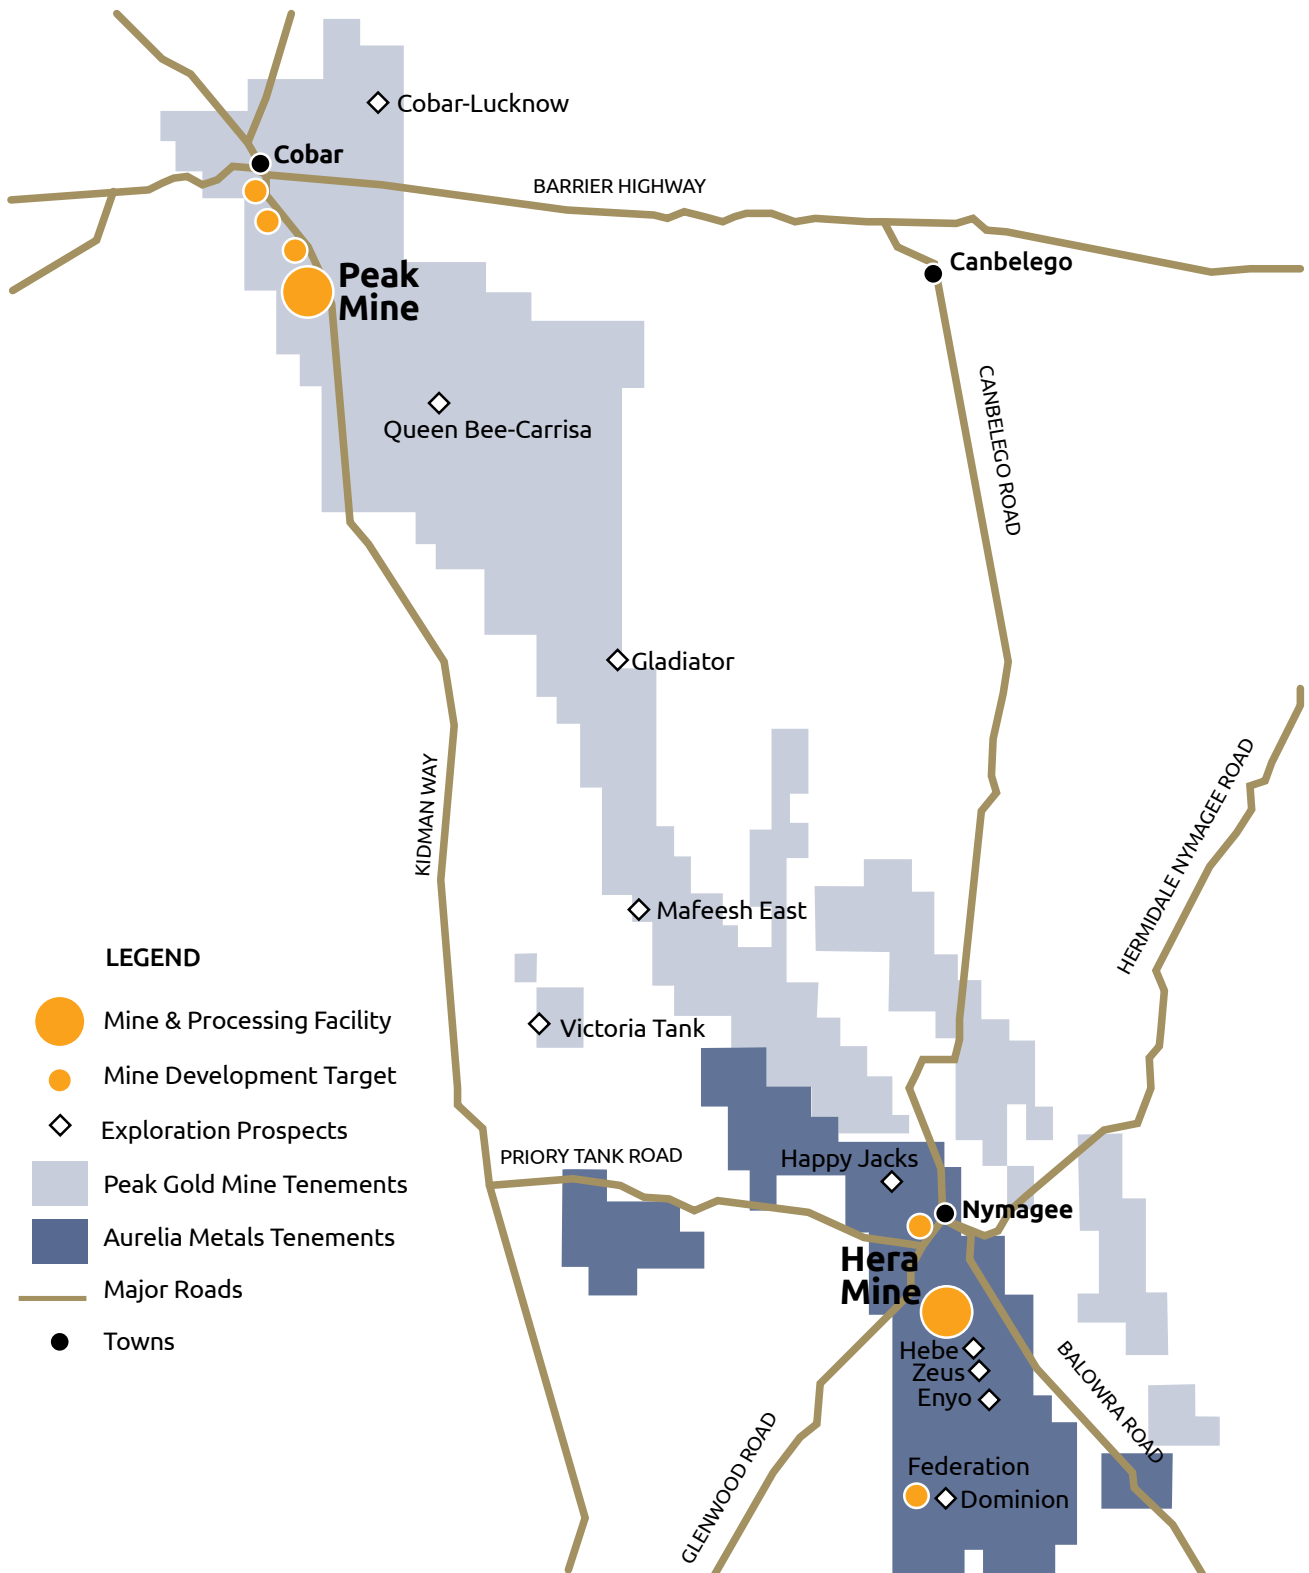 Cobar-Lucknow
Cobar
BARRIER HIGHWAY
Canbelego
Peak
Mine
CANBELEGO ROAD
Queen Bee-Carrisa
Gladiator
KIDMAN WAY
HERMIDALE NYMAGEE ROAD
Mafeesh East
LEGEND
Mine & Processing Facility
Mine Development Target
Exploration Prospects
Peak Gold Mine Tenements
Aurelia Metals Tenements
Major Roads
Towns
Victoria Tank
PRIORY TANK ROAD
Happy Jacks
Nymagee
Hera
Mine
Hebe
Zeus
Enyo
BALOWRA ROAD
GLENWOOD ROAD
Federation
Dominion